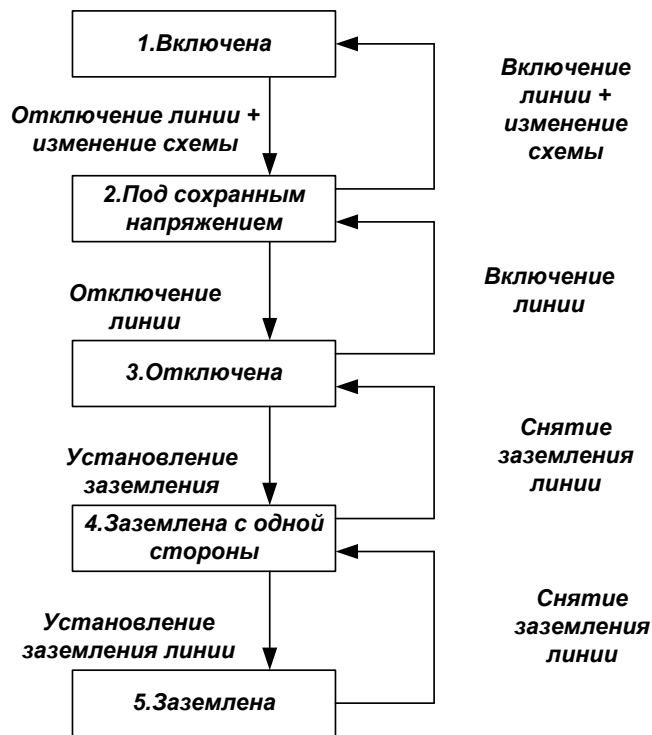 1.Включена
Отключение линии +
изменение схемы
Включение
линии +
изменение
схемы
2.Под сохранным
напряжением
Отключение
линии
Включение
линии
3.Отключена
Установление
заземления
Снятие
заземления
линии
4.Заземлена с одной
стороны
Установление
заземления линии
Снятие
заземления
линии
5.Заземлена